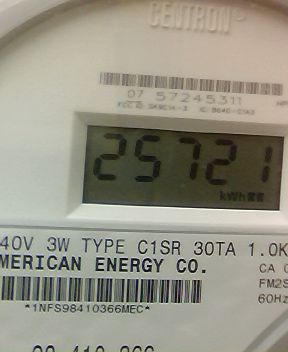 CENTRON®
07 57245311
25721
kWh
40V 3W TYPE C1SR 30TA 1.0K
MERICAN ENERGY CO.
CA
FM2S
60Hz
*1NFS98410366MEC*